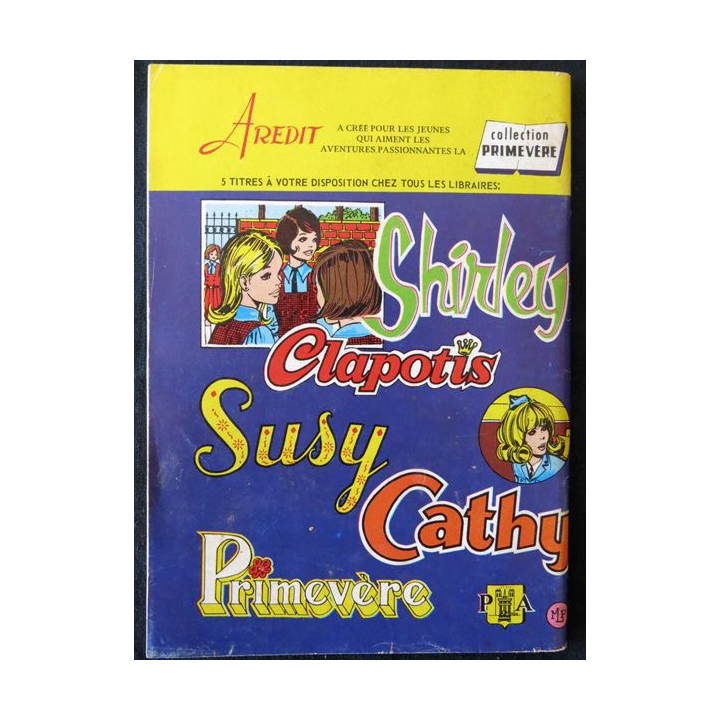 AREDIT
A CRÉÉ POUR LES JEUNES
QUI AIMENT LES
AVENTURES PASSIONNANTES LA
collection
PRIMEVÈRE
5 TITRES À VOTRE DISPOSITION CHEZ TOUS LES LIBRAIRES:
Shirley
Clapotis
Susy
Cathy
Primevère
P A
MLP